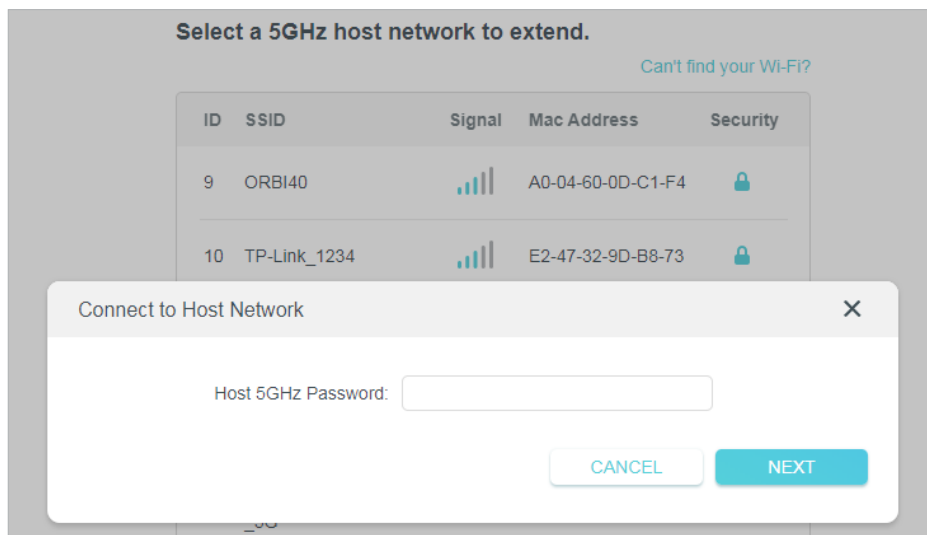 Select a 5GHz host network to extend.
Can't find your Wi-Fi?
ID SSID Signal Mac Address Security
9 ORBI40 A0-04-60-0D-C1-F4
10 TP-Link_1234 E2-47-32-9D-B8-73
Connect to Host Network
Host 5GHz Password:
CANCEL NEXT